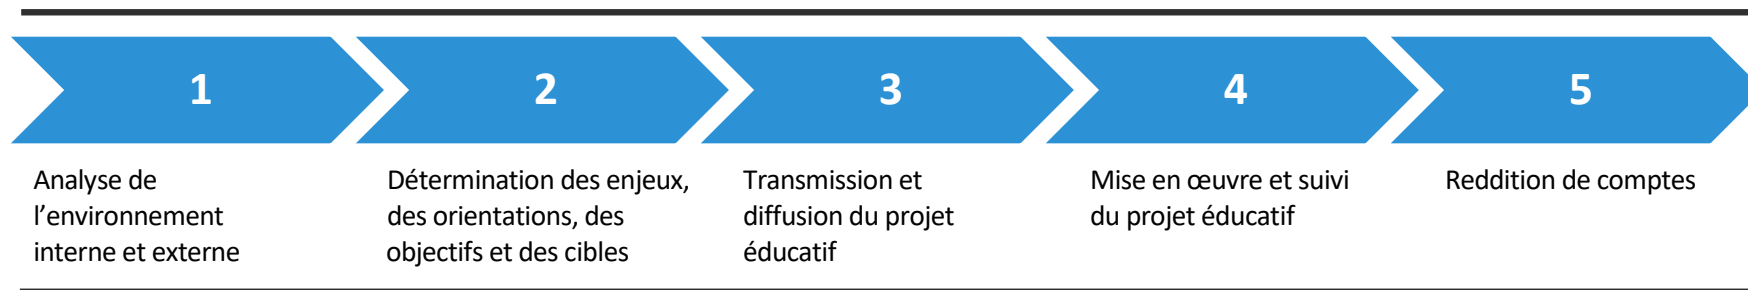 1
2
3
4
5
Analyse de
l’environnement
interne et externe
Détermination des enjeux,
des orientations, des
objectifs et des cibles
Transmission et
diffusion du projet
éducatif
Mise en œuvre et suivi
du projet éducatif
Reddition de comptes